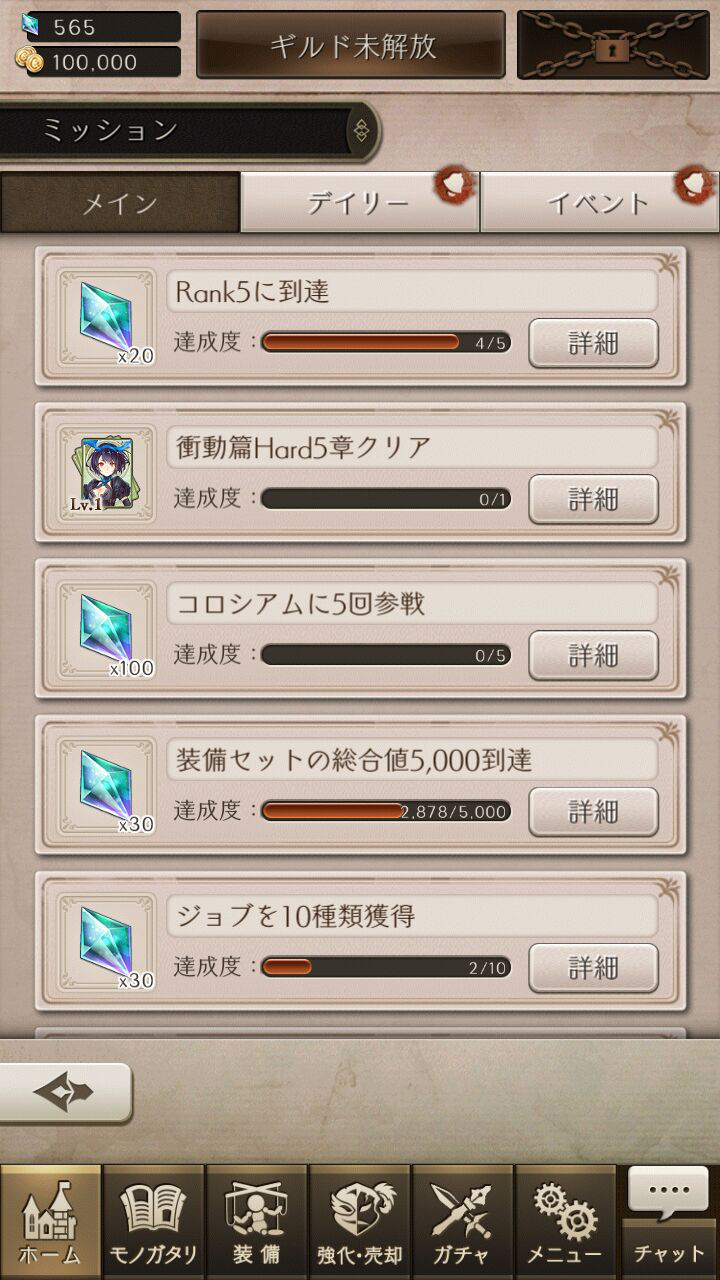 565
ギルド未解放
100,000
ミッション
メイン
デイリー
イベント
Rank5に到達
x20
達成度：
4/5
詳細
衝動篇Hard5章クリア
Lv.1
達成度：
0/1
詳細
コロシアムに5回参戦
x100
達成度：
0/5
詳細
装備セットの総合値5,000到達
x30
達成度：
2,878/5,000
詳細
ジョブを10種類獲得
x30
達成度：
2/10
詳細
ホーム
モノガタリ
装備
強化・売却
ガチャ
メニュー
チャット